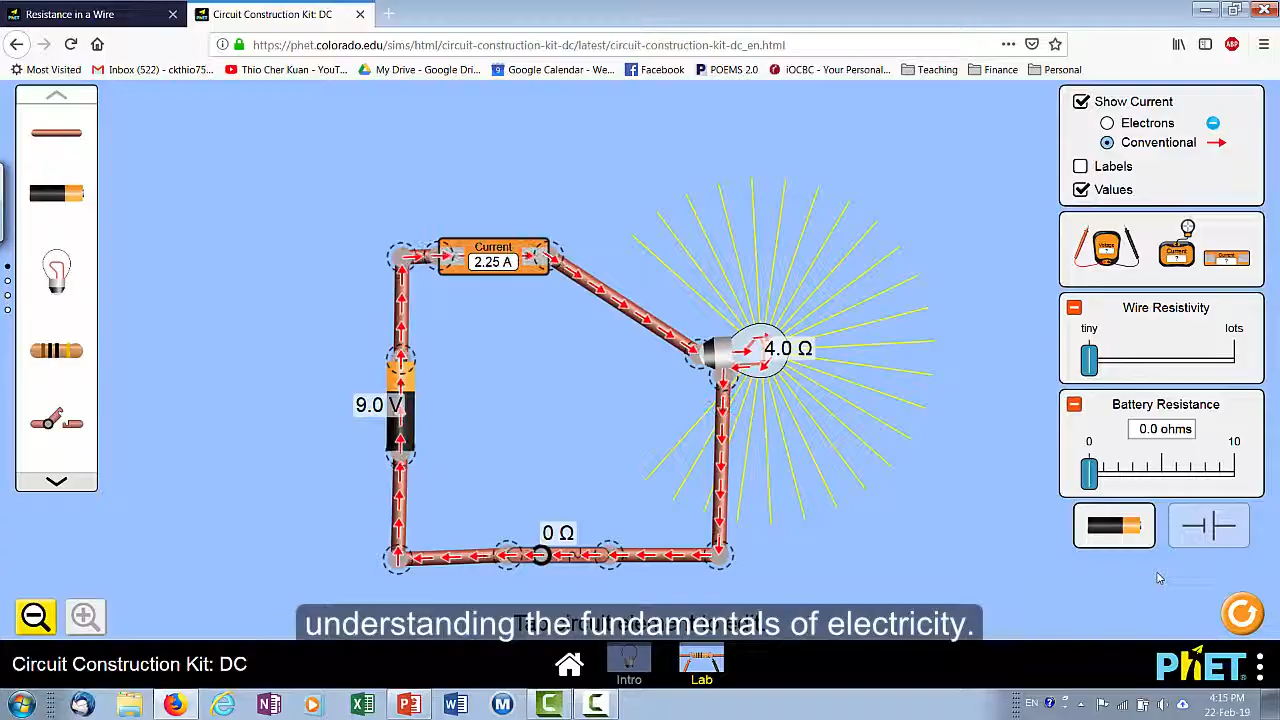 Resistance in a Wire
Circuit Construction Kit: DC
https://phet.colorado.edu/sims/html/circuit-construction-kit-dc/latest/circuit-construction-kit-dc_en.html
Most Visited
Inbox (522) - ckthio75...
Thio Cher Kuan - YouT...
My Drive - Google Dri...
Google Calendar - We...
Facebook
POEMS 2.0
iOCBC - Your Personal...
Teaching
Finance
Personal
Show Current
Electrons
Conventional
Labels
Values
Voltage
?
Current
?
Current
?
Wire Resistivity
tiny
lots
Battery Resistance
0.0 ohms
0
10
Current
2.25 A
4.0 Ω
9.0 V
0 Ω
understanding the fundamentals of electricity.
Circuit Construction Kit: DC
Intro
Lab
PhET
EN
4:15 PM
22-Feb-19